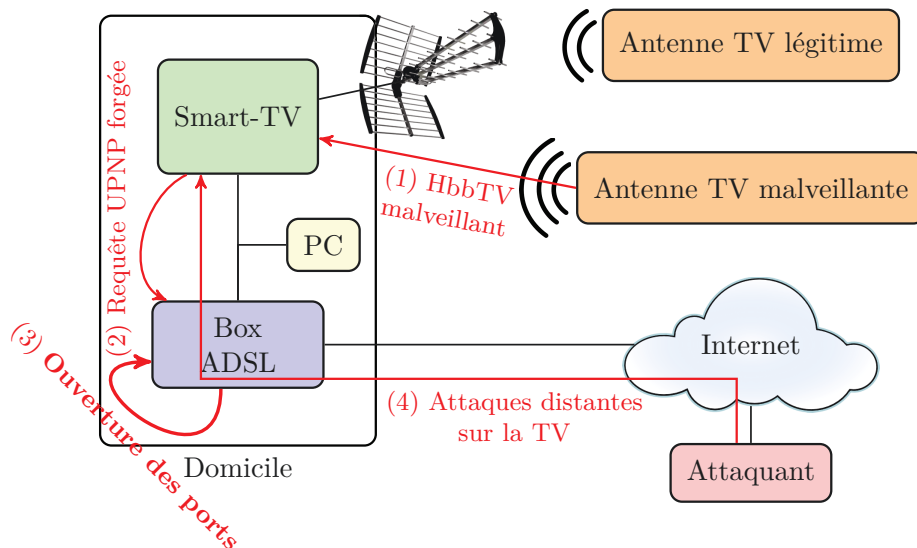 Antenne TV légitime
Smart-TV
(1) HbbTV
malveillant
Antenne TV malveillante
(2) Requête UPNP forgée
PC
Box
ADSL
Internet
(3) Ouverture des ports
(4) Attaques distantes
sur la TV
Domicile
Attaquant